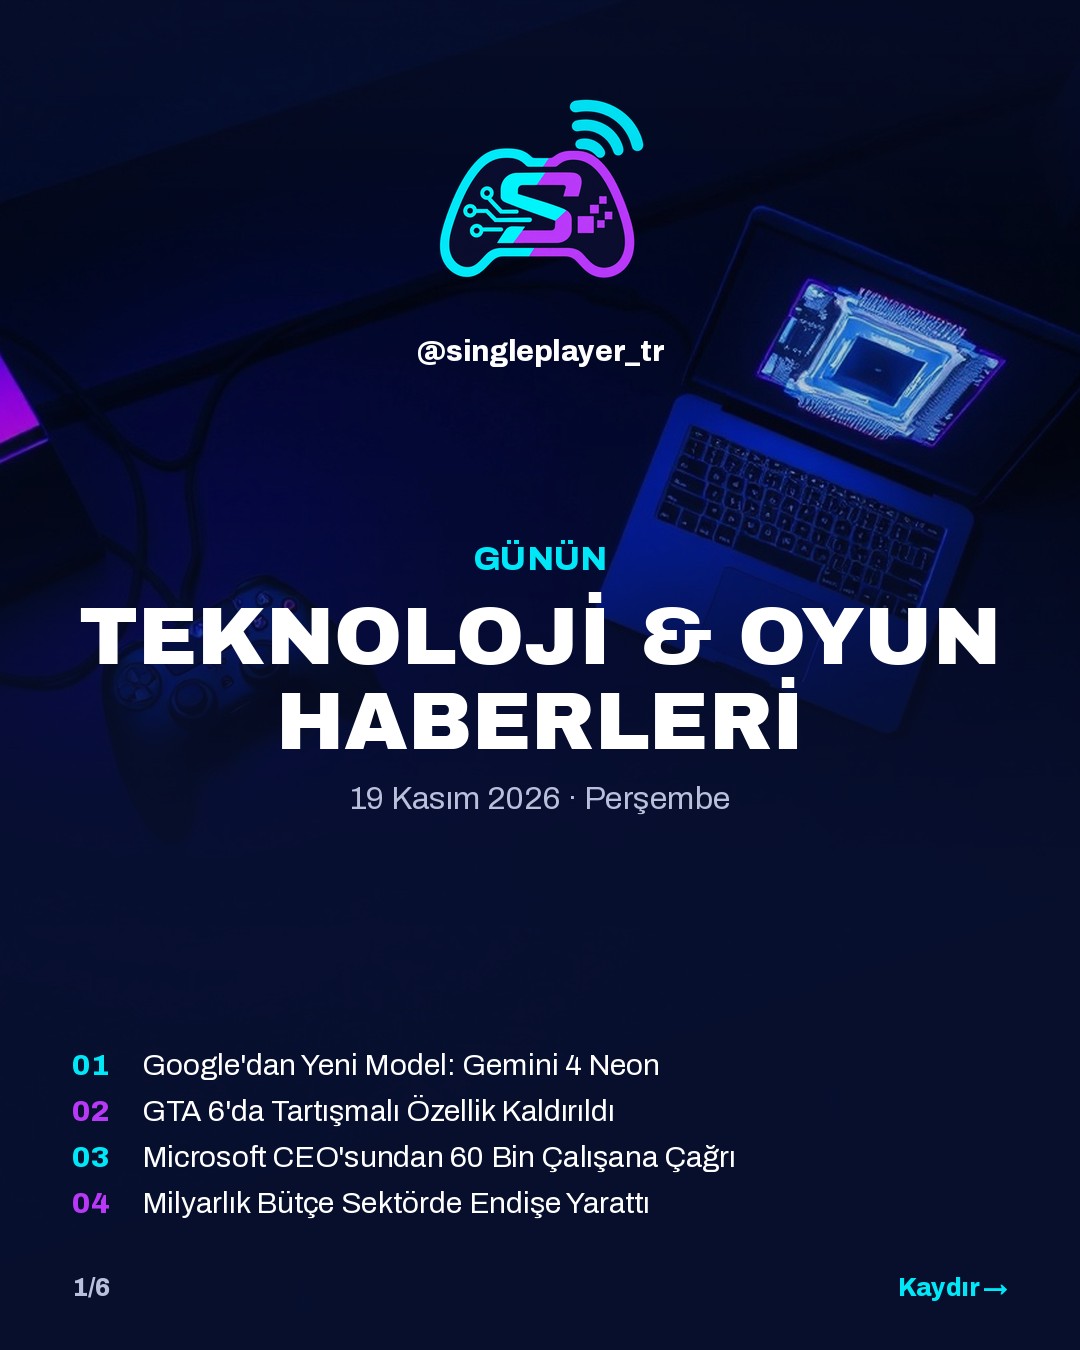 @singleplayer_tr
GÜNÜN
TEKNOLOJİ & OYUN
HABERLERİ
19 Kasım 2026 · Perşembe
01 Google'dan Yeni Model: Gemini 4 Neon
02 GTA 6'da Tartışmalı Özellik Kaldırıldı
03 Microsoft CEO'sundan 60 Bin Çalışana Çağrı
04 Milyarlık Bütçe Sektörde Endişe Yarattı
1/6
Kaydır→